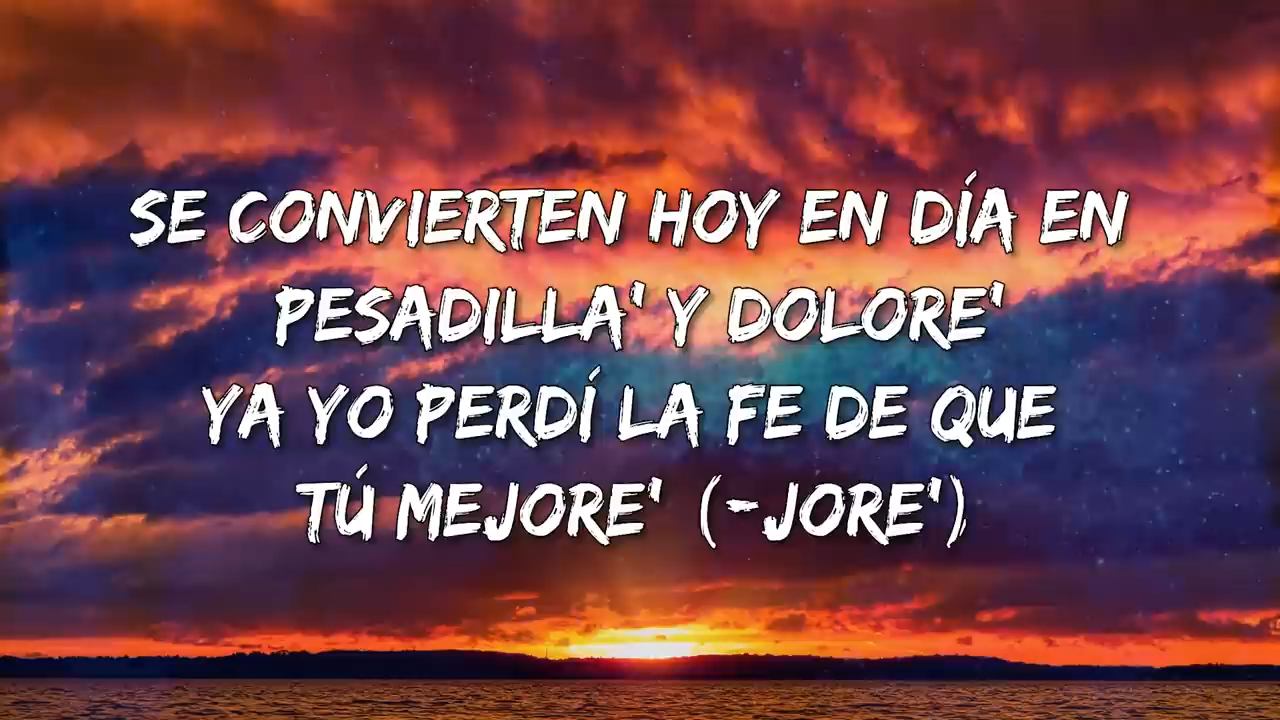 SE CONVIERTEN HOY EN DÍA EN
PESADILLA' Y DOLORE'
YA YO PERDÍ LA FE DE QUE
TÚ MEJORE' (-JORE')